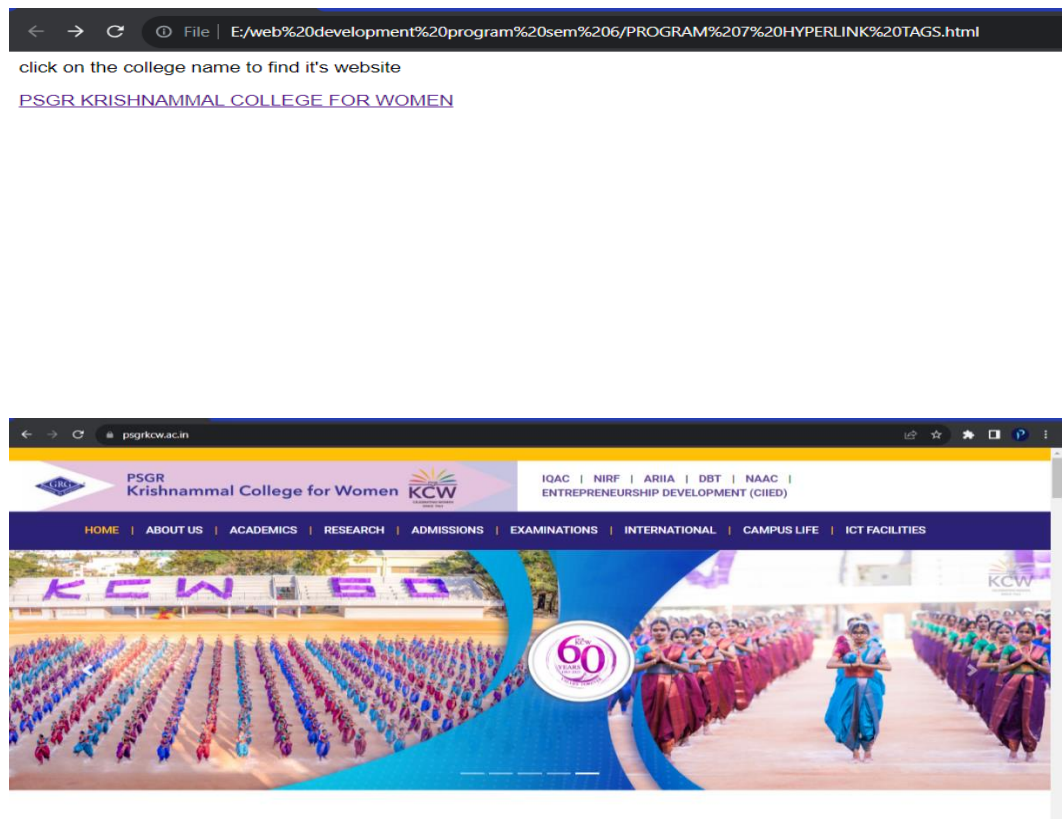 File | E:/web%20development%20program%20sem%206/PROGRAM%207%20HYPERLINK%20TAGS.html
click on the college name to find it's website
PSGR KRISHNAMMAL COLLEGE FOR WOMEN
psgrkcw.ac.in
GRG
PSGR
Krishnammal College for Women
KCW
IQAC | NIRF | ARIIA | DBT | NAAC |
ENTREPRENEURSHIP DEVELOPMENT (CIIED)
HOME | ABOUT US | ACADEMICS | RESEARCH | ADMISSIONS | EXAMINATIONS | INTERNATIONAL | CAMPUS LIFE | ICT FACILITIES
KCW 60
KCW
KCW
60
YEARS